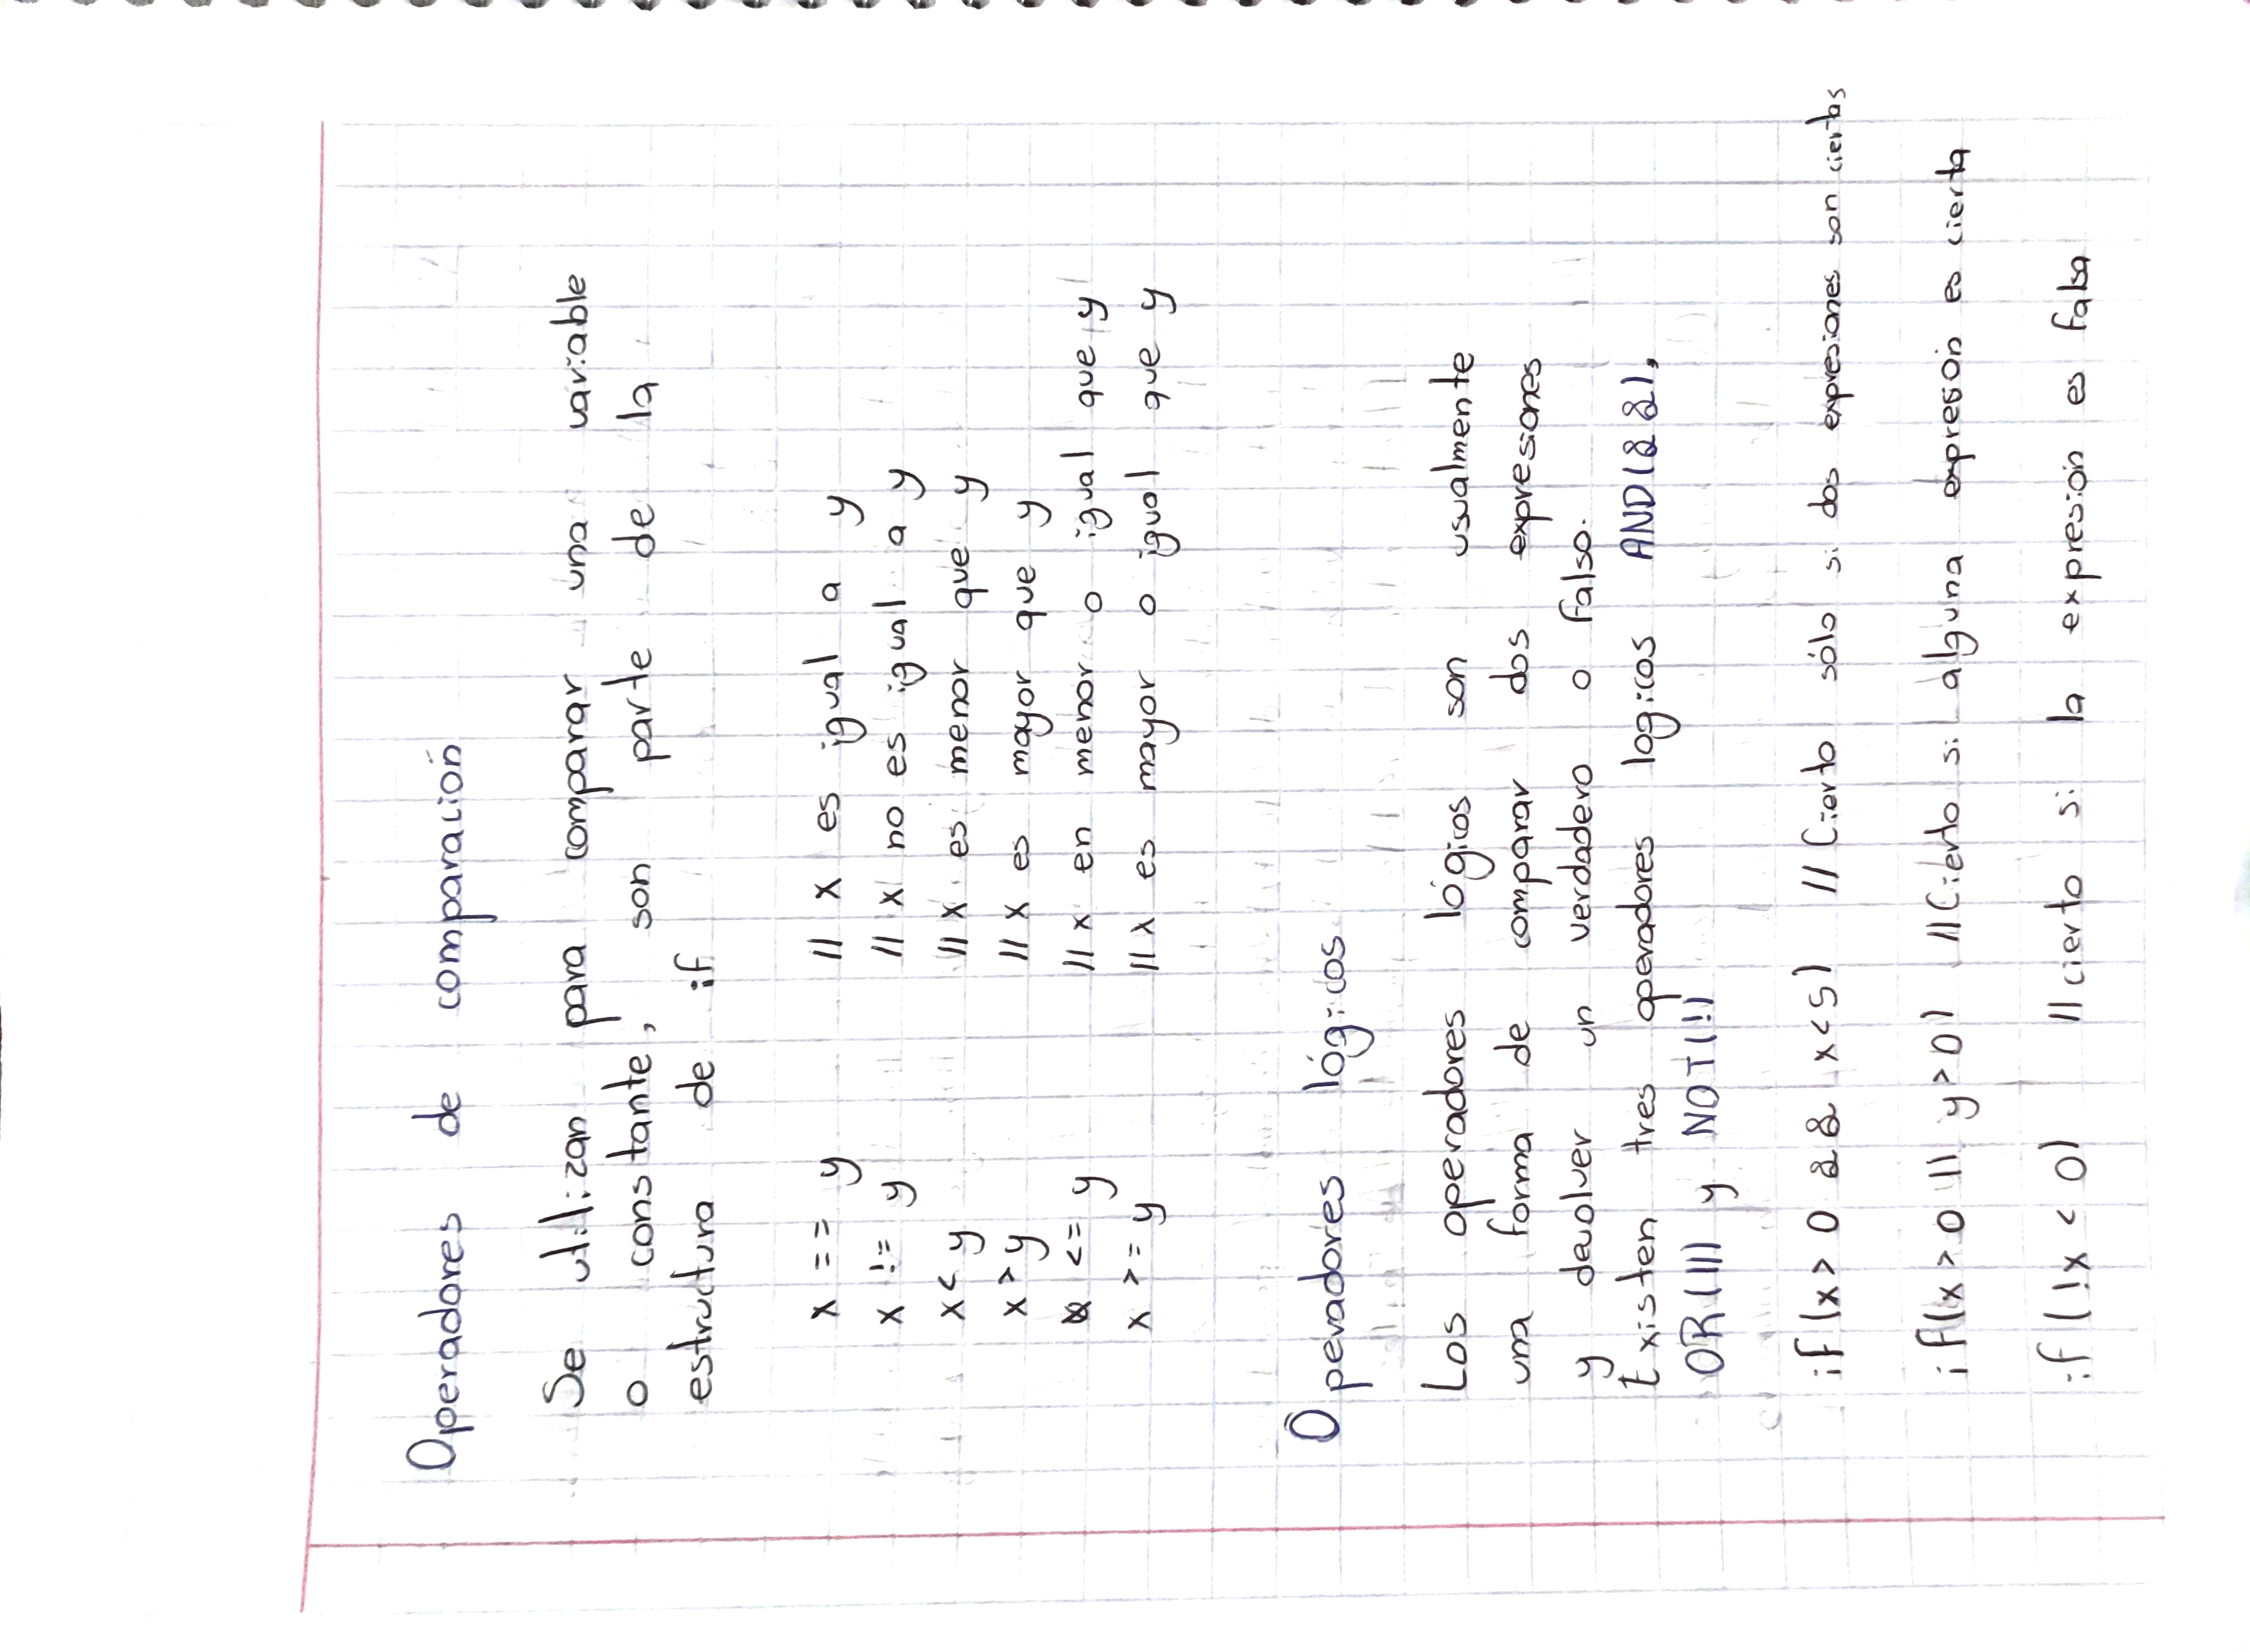 Operadores de comparación
Se utilizan para comparar una variable
o constante, son parte de la
estructura de if
x == y // x es igual a y
x != y // x no es igual a y
x < y // x es menor que y
x > y // x es mayor que y
x <= y // x en menor o igual que y
x >= y // x es mayor o igual que y
Operadores lógicos
Los operadores lógicos son usualmente
una forma de comparar dos expresiones
y devolver un verdadero o falso.
Existen tres operadores logicos AND(&&),
OR(||) y NOT(!)
if (x > 0 && x < 5) // Cierto sólo si dos expresiones son ciertas
if (x > 0 || y > 0) // Cierto si alguna expresón es cierta
if (!x < 0) // cierto si la expresión es falsa